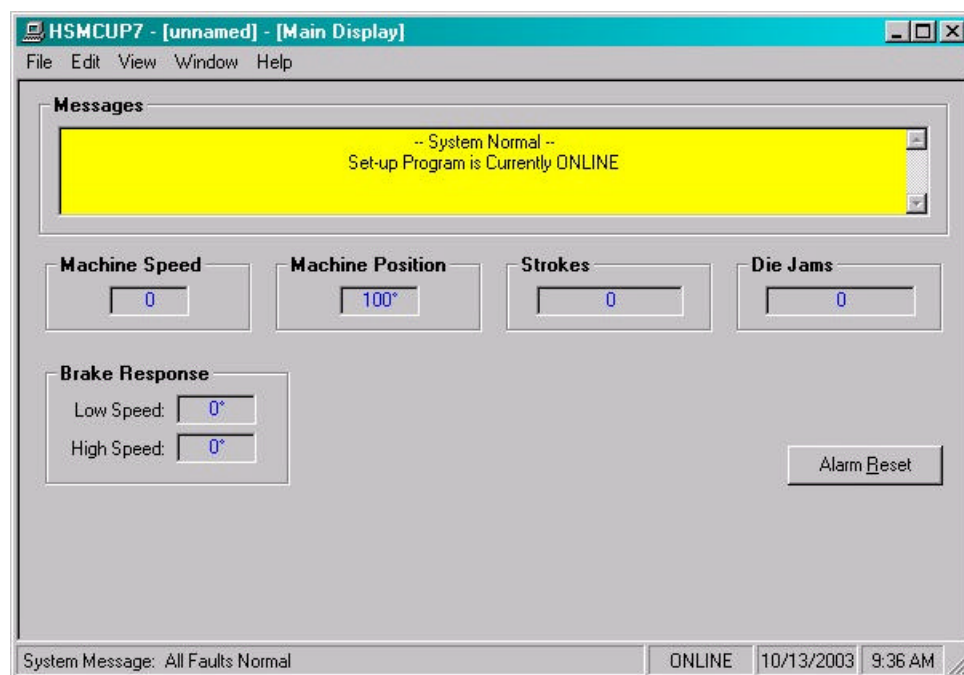 HSMCUP7 - [unnamed] - [Main Display]
File Edit View Window Help
Messages
-- System Normal --
Set-up Program is Currently ONLINE
Machine Speed
0
Machine Position
100°
Strokes
0
Die Jams
0
Brake Response
Low Speed: 0°
High Speed: 0°
Alarm Reset
System Message: All Faults Normal ONLINE 10/13/2003 9:36 AM